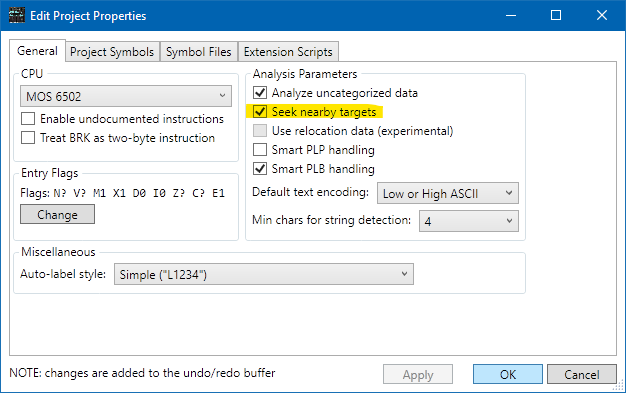 Edit Project Properties
General
Project Symbols
Symbol Files
Extension Scripts
CPU
MOS 6502
Enable undocumented instructions
Treat BRK as two-byte instruction
Entry Flags
Flags: N? V? M1 X1 D0 I0 Z? C? E1
Change
Analysis Parameters
Analyze uncategorized data
Seek nearby targets
Use relocation data (experimental)
Smart PLP handling
Smart PLB handling
Default text encoding: Low or High ASCII
Min chars for string detection: 4
Miscellaneous
Auto-label style: Simple ("L1234")
NOTE: changes are added to the undo/redo buffer
Apply
OK
Cancel